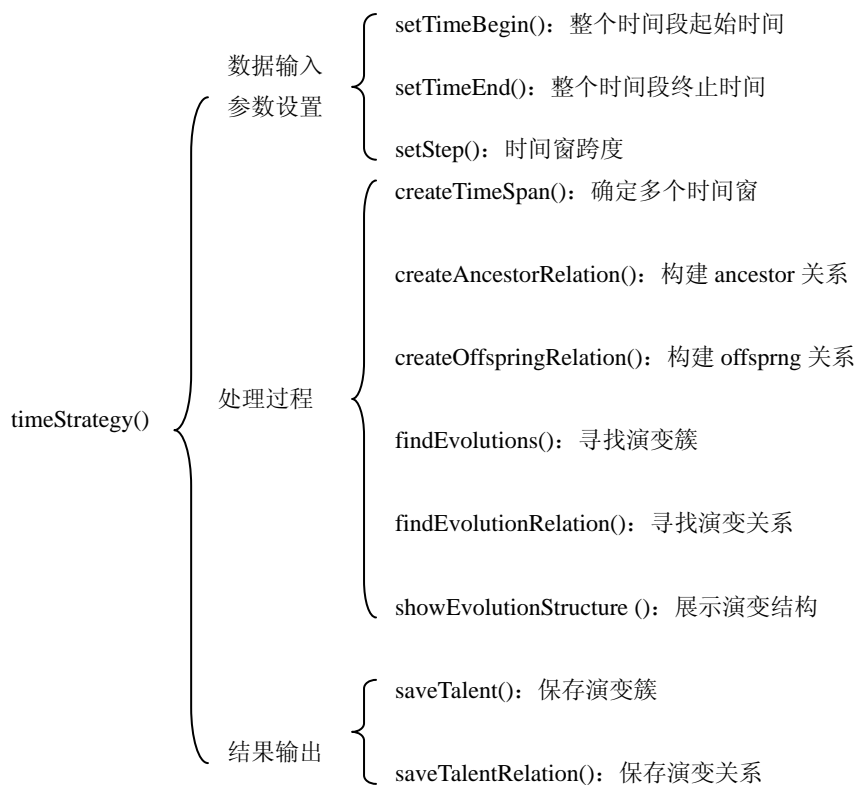 setTimeBegin()：整个时间段起始时间
数据输入
参数设置
setTimeEnd()：整个时间段终止时间
setStep()：时间窗跨度
createTimeSpan()：确定多个时间窗
createAncestorRelation()：构建 ancestor 关系
createOffspringRelation()：构建 offsprng 关系
处理过程
timeStrategy()
findEvolutions()：寻找演变簇
findEvolutionRelation()：寻找演变关系
showEvolutionStructure ()：展示演变结构
saveTalent()：保存演变簇
结果输出
saveTalentRelation()：保存演变关系